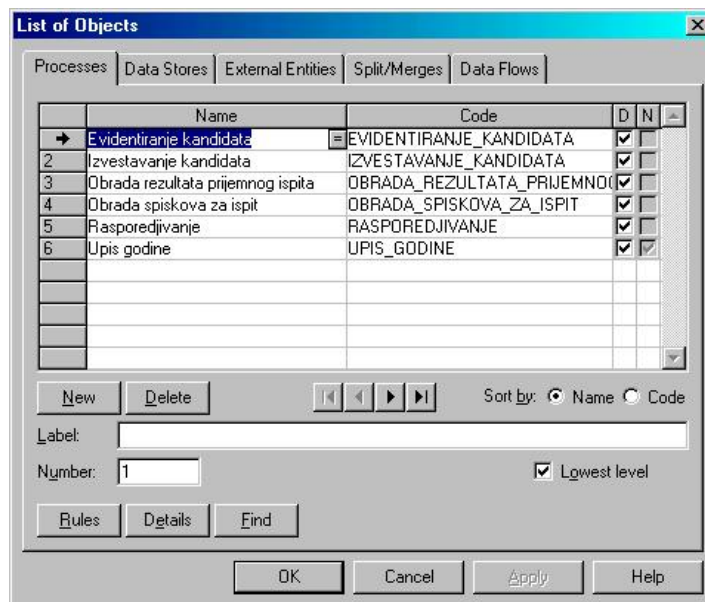 List of Objects
Processes Data Stores External Entities Split/Merges Data Flows
Name Code D N
Evidentiranje kandidata = EVIDENTIRANJE_KANDIDATA
2 Izvestavanje kandidata IZVESTAVANJE_KANDIDATA
3 Obrada rezultata prijemnog ispita OBRADA_REZULTATA_PRIJEMNO
4 Obrada spiskova za ispit OBRADA_SPISKOVA_ZA_ISPIT
5 Rasporedjivanje RASPOREDJIVANJE
6 Upis godine UPIS_GODINE
New Delete Sort by: Name Code
Label:
Number: 1 Lowest level
Rules Details Find
OK Cancel Apply Help